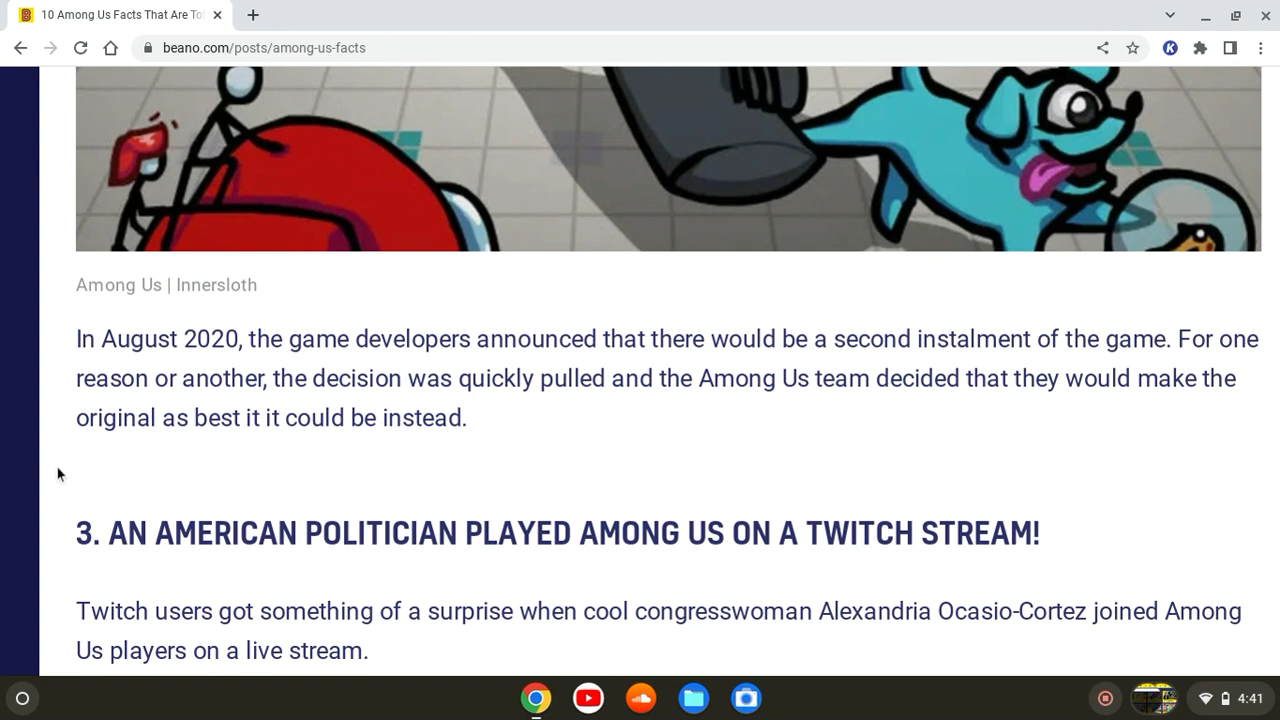 10 Among Us Facts That Are To
beano.com/posts/among-us-facts
Among Us | Innersloth
In August 2020, the game developers announced that there would be a second instalment of the game. For one
reason or another, the decision was quickly pulled and the Among Us team decided that they would make the
original as best it it could be instead.
3. AN AMERICAN POLITICIAN PLAYED AMONG US ON A TWITCH STREAM!
Twitch users got something of a surprise when cool congresswoman Alexandria Ocasio-Cortez joined Among
Us players on a live stream.
4:41